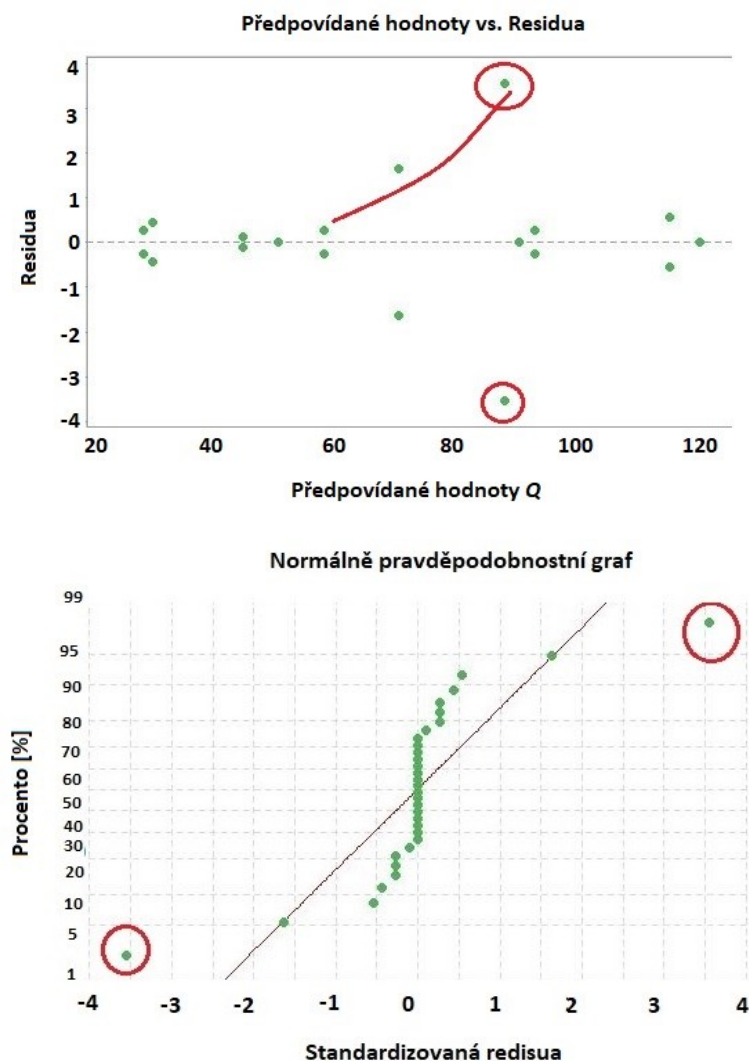 Předpovídané hodnoty vs. Residua
4
3
2
1
0
-1
-2
-3
-4
Residua
20 40 60 80 100 120
Předpovídané hodnoty Q
Normálně pravděpodobnostní graf
99
95
90
80
70
60
50
40
30
20
10
5
1
Procento [%]
-4 -2 -1 0 1 2 3 4
Standardizovaná redisua